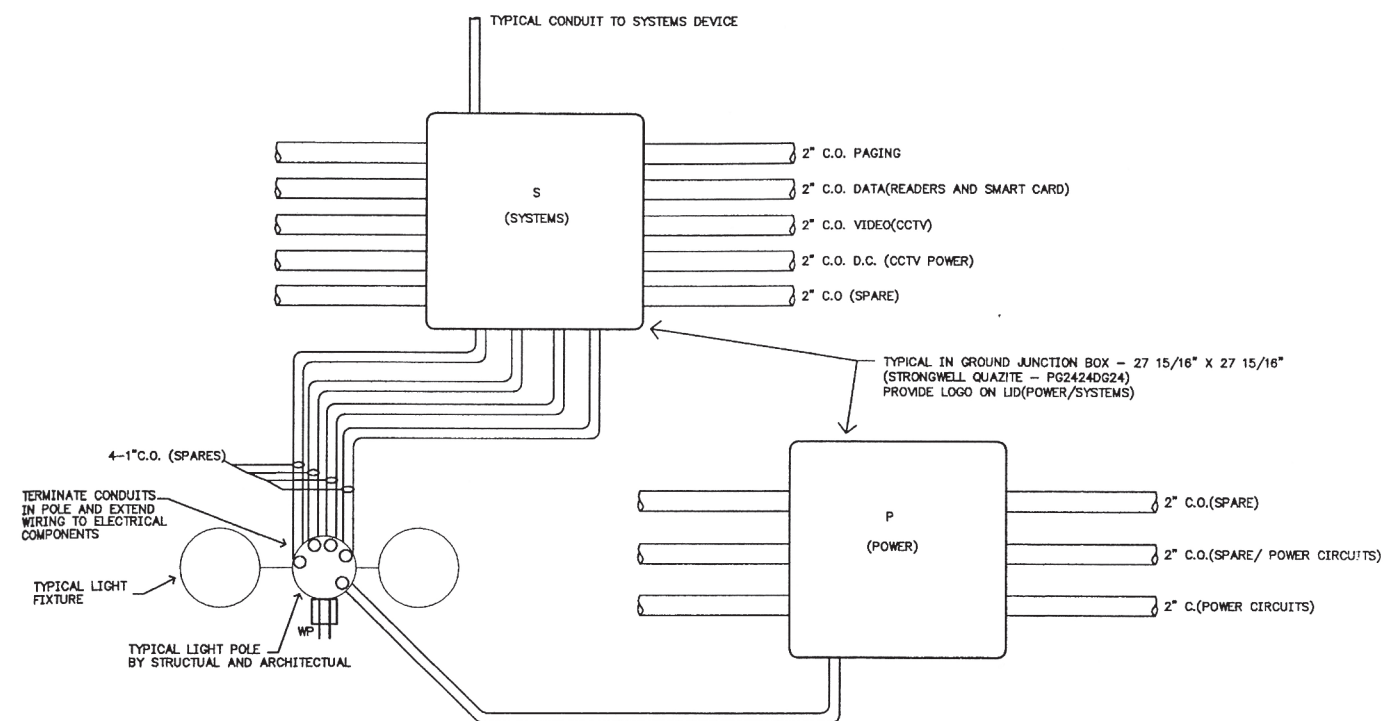 TYPICAL CONDUIT TO SYSTEMS DEVICE
2" C.O. PAGING
2" C.O. DATA(READERS AND SMART CARD)
S
(SYSTEMS)
2" C.O. VIDEO(CCTV)
2" C.O. D.C. (CCTV POWER)
2" C.O (SPARE)
TYPICAL IN GROUND JUNCTION BOX – 27 15/16" X 27 15/16"
(STRONGWELL QUAZITE – PG2424DG24)
PROVIDE LOGO ON LID(POWER/SYSTEMS)
4–1"C.O. (SPARES)
TERMINATE CONDUITS
IN POLE AND EXTEND
WIRING TO ELECTRICAL
COMPONENTS
TYPICAL LIGHT
FIXTURE
WP
TYPICAL LIGHT POLE
BY STRUCTUAL AND ARCHITECTUAL
P
(POWER)
2" C.O.(SPARE)
2" C.O.(SPARE/ POWER CIRCUITS)
2" C.(POWER CIRCUITS)